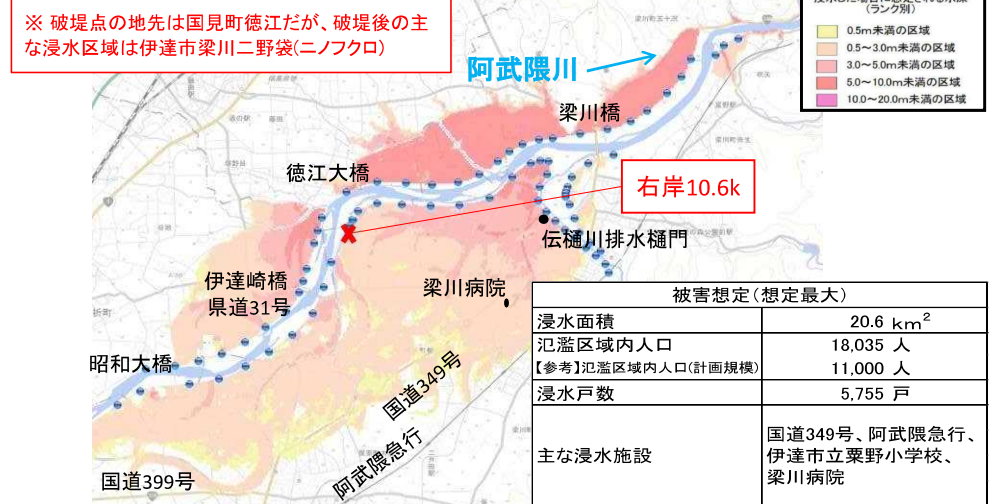 ※ 破堤点の地先は国見町徳江だが、破堤後の主
な浸水区域は伊達市梁川二野袋(ニノフクロ)
(ランク別)
0.5m未満の区域
0.5～3.0m未満の区域
3.0～5.0m未満の区域
5.0～10.0m未満の区域
10.0～20.0m未満の区域
阿武隈川
梁川橋
徳江大橋
右岸10.6k
伝樋川排水樋門
伊達崎橋
県道31号
梁川病院
昭和大橋
国道349号
阿武隈急行
国道399号
被害想定(想定最大)
浸水面積 20.6 km²
氾濫区域内人口 18,035 人
【参考】氾濫区域内人口(計画規模) 11,000 人
浸水戸数 5,755 戸
主な浸水施設
国道349号、阿武隈急行、
伊達市立粟野小学校、
梁川病院